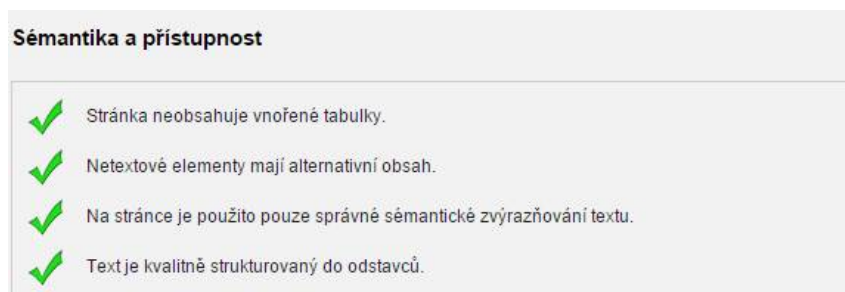 Sémantika a přístupnost
Stránka neobsahuje vnořené tabulky.
Netextové elementy mají alternativní obsah.
Na stránce je použito pouze správné sémantické zvýrazňování textu.
Text je kvalitně strukturovaný do odstavců.